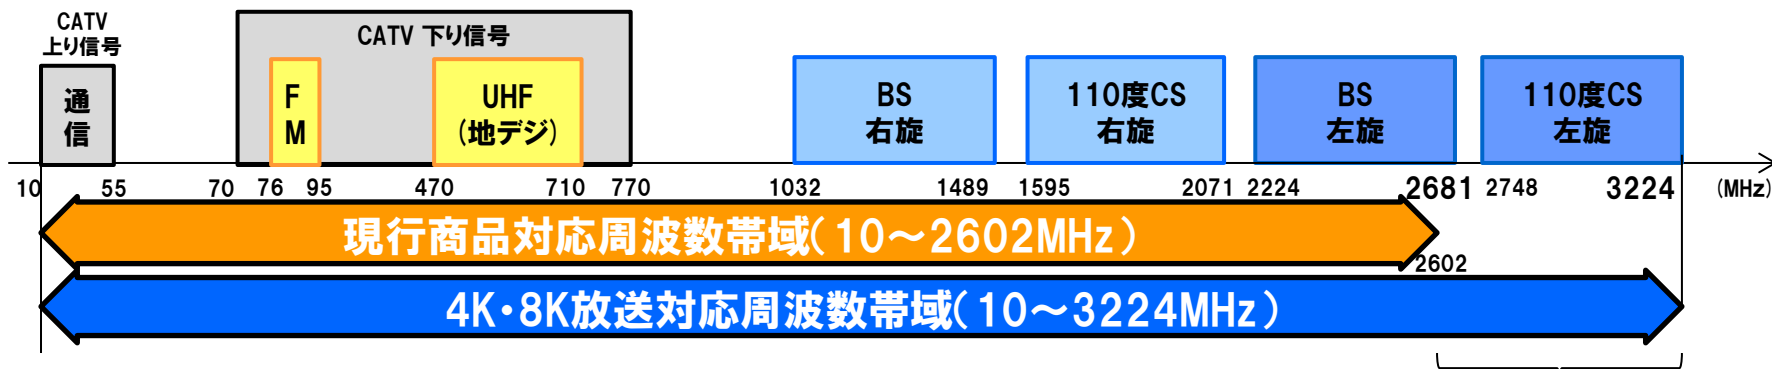 CATV
上り信号
通
信
CATV 下り信号
F
M
UHF
(地デジ)
BS
右旋
110度CS
右旋
BS
左旋
110度CS
左旋
10 55 70 76 95 470 710 770 1032 1489 1595 2071 2224 2681 2748 3224 (MHz)
現行商品対応周波数帯域(10～2602MHz)
2602
4K・8K放送対応周波数帯域(10～3224MHz)